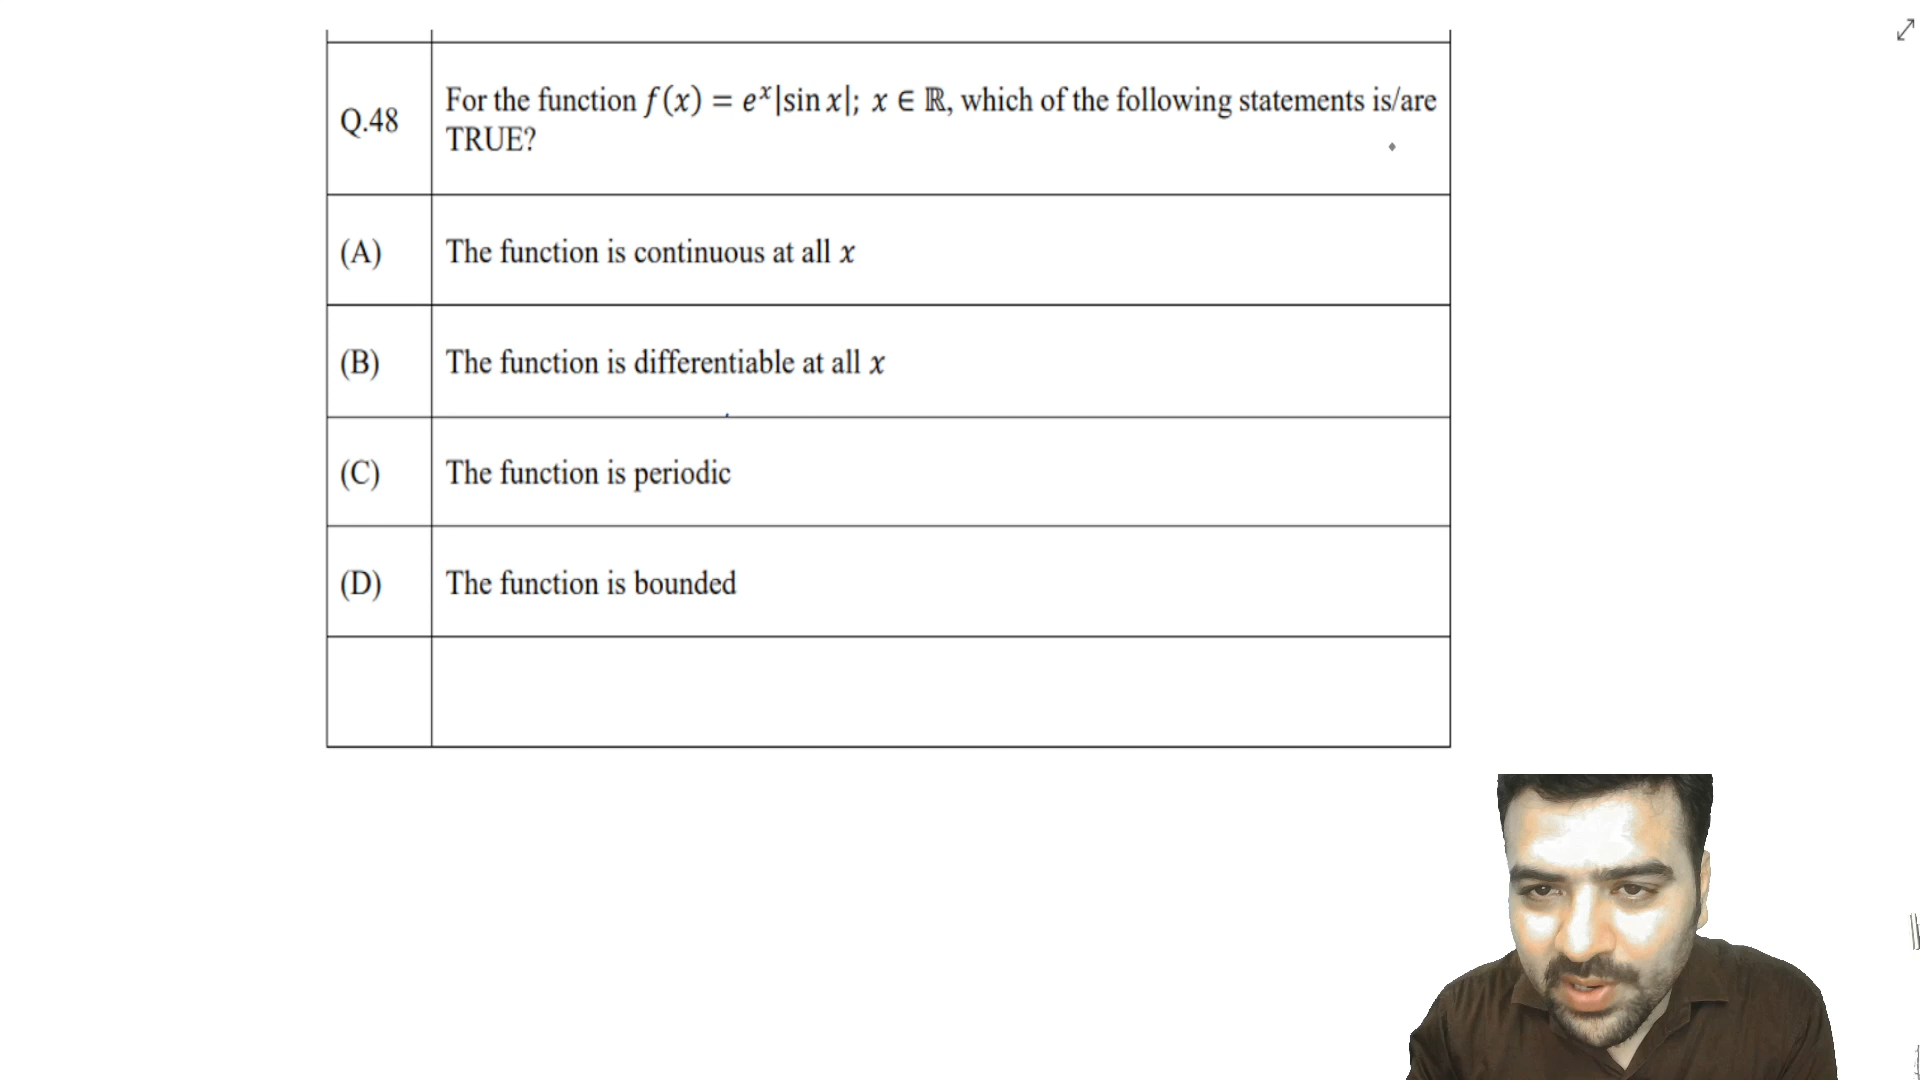 Q.48
For the function f(x) = eˣ|sin x|; x ∈ ℝ, which of the following statements is/are
TRUE?
(A) The function is continuous at all x
(B) The function is differentiable at all x
(C) The function is periodic
(D) The function is bounded